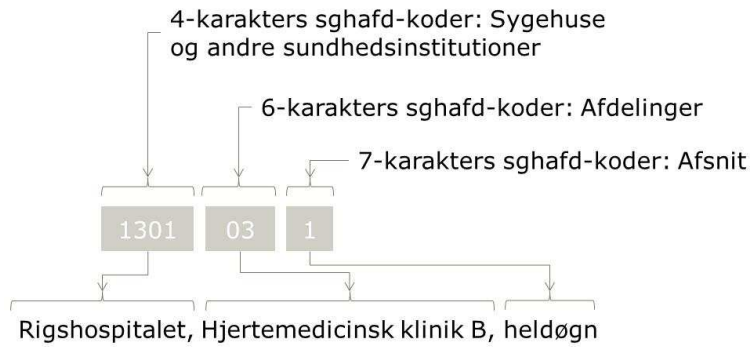 4-karakters sghafd-koder: Sygehuse
og andre sundhedsinstitutioner
6-karakters sghafd-koder: Afdelinger
7-karakters sghafd-koder: Afsnit
1301 03 1
Rigshospitalet, Hjertemedicinsk klinik B, heldøgn